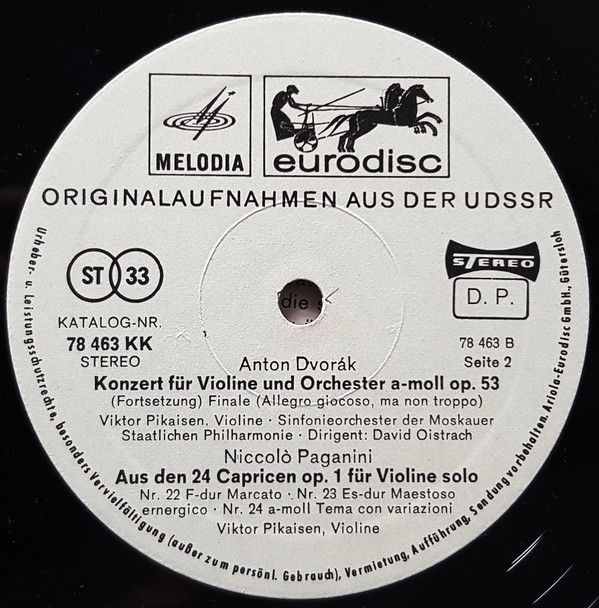 MELODIA
eurodisc
ORIGINALAUFNAHMEN AUS DER UDSSR
ST 33
STEREO
D. P.
KATALOG-NR.
78 463 KK
STEREO
78 463 B
Seite 2
die
Anton Dvorák
Konzert für Violine und Orchester a-moll op. 53
(Fortsetzung) Finale (Allegro giocoso, ma non troppo)
Viktor Pikaisen, Violine · Sinfonieorchester der Moskauer
Staatlichen Philharmonie · Dirigent: David Oistrach
Niccolò Paganini
Aus den 24 Capricen op. 1 für Violine solo
Nr. 22 F-dur Marcato · Nr. 23 Es-dur Maestoso
ernergico · Nr. 24 a-moll Tema con variazioni
Viktor Pikaisen, Violine
Urheber- u. Leistungsschutzrechte, besonders Vervielfältigung (außer zum persönl. Gebrauch), Vermietung, Aufführung, Sendung vorbehalten. Ariola-Eurodisc GmbH., Gütersloh